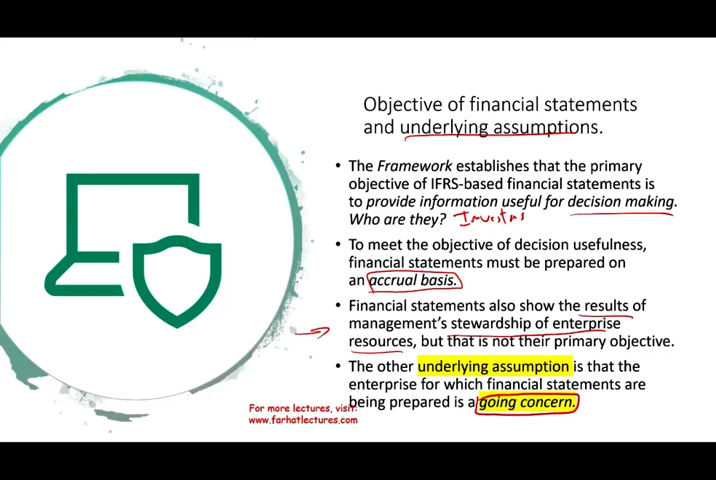 Objective of financial statements
and underlying assumptions.
• The Framework establishes that the primary
objective of IFRS-based financial statements is
to provide information useful for decision making.
Who are they? Investors
• To meet the objective of decision usefulness,
financial statements must be prepared on
an accrual basis.
• Financial statements also show the results of
management's stewardship of enterprise
resources, but that is not their primary objective.
• The other underlying assumption is that the
enterprise for which financial statements are
being prepared is a going concern.
For more lectures, visit:
www.farhatlectures.com